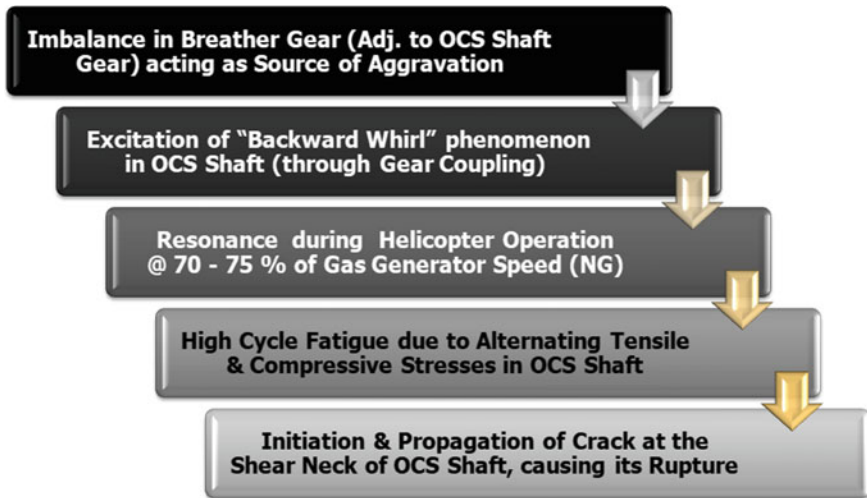 Imbalance in Breather Gear (Adj. to OCS Shaft
Gear) acting as Source of Aggravation
Excitation of “Backward Whirl” phenomenon
in OCS Shaft (through Gear Coupling)
Resonance during Helicopter Operation
@ 70 - 75 % of Gas Generator Speed (NG)
High Cycle Fatigue due to Alternating Tensile
& Compressive Stresses in OCS Shaft
Initiation & Propagation of Crack at the
Shear Neck of OCS Shaft, causing its Rupture